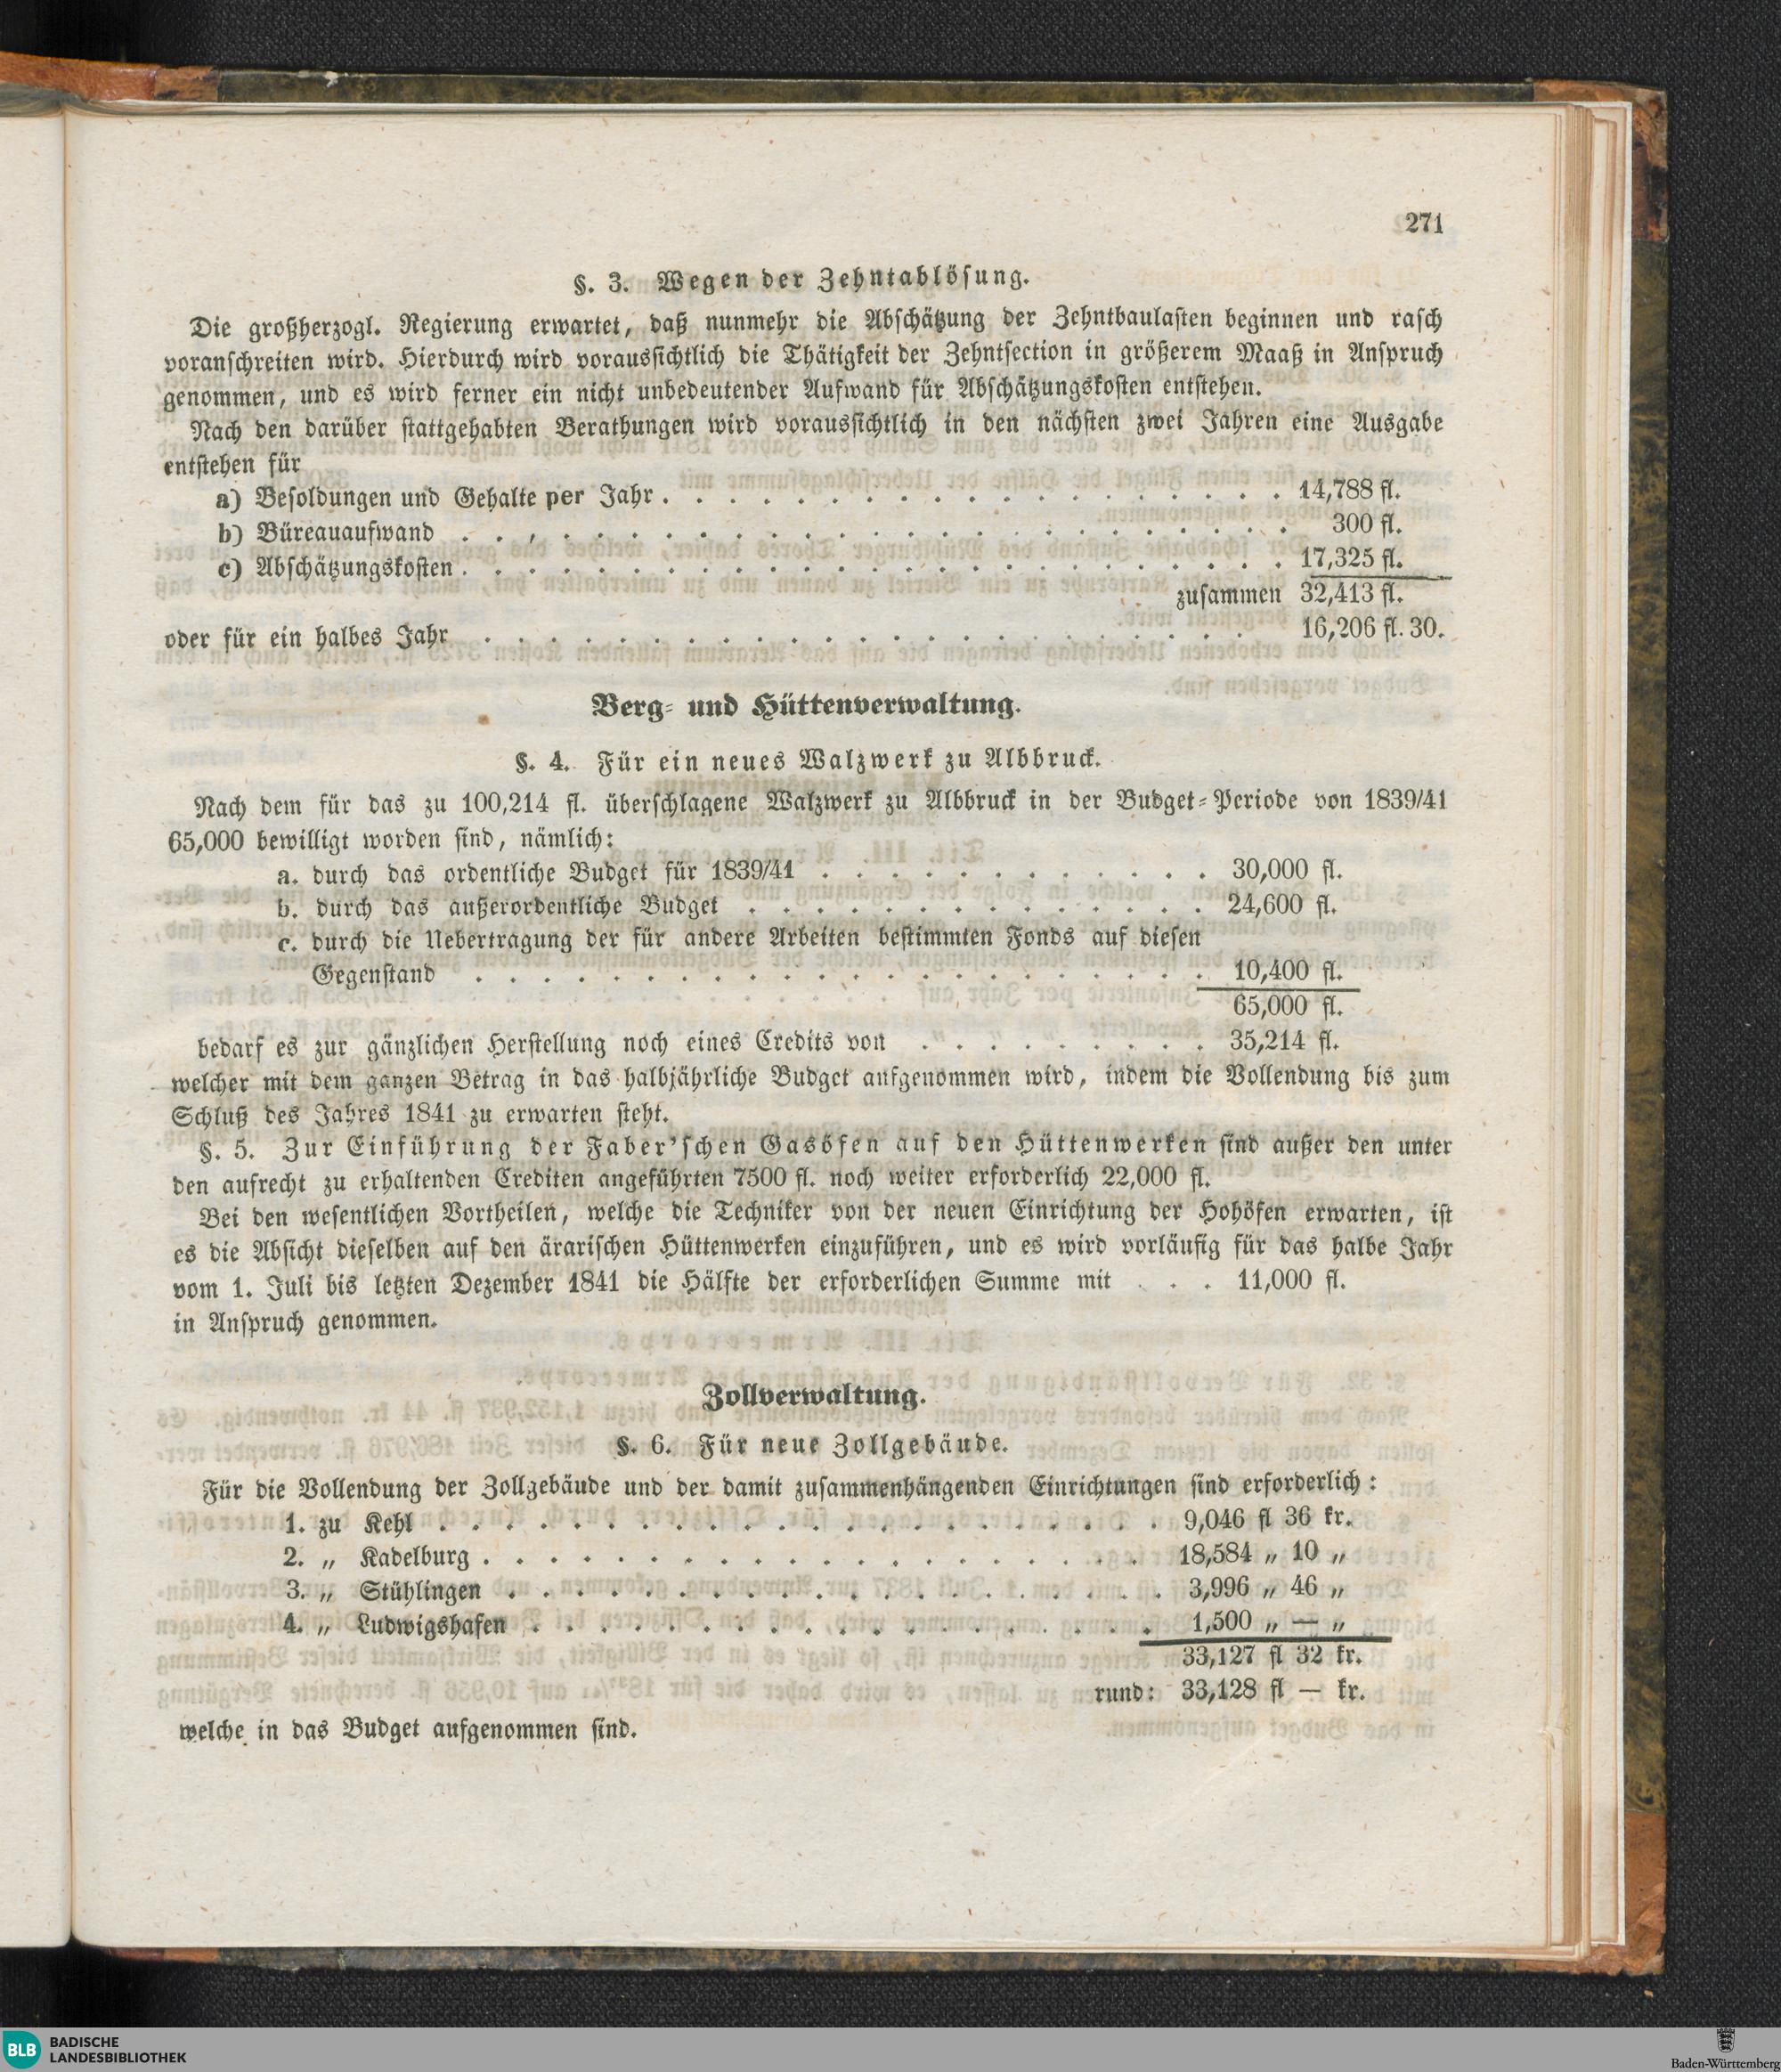 271
§. 3. Wegen der Zehntablösung.
Die großherzogl. Regierung erwartet, daß nunmehr die Abschätzung der Zehntbaulasten beginnen und rasch
voranschreiten wird. Hierdurch wird voraussichtlich die Thätigkeit der Zehntsection in größerem Maaß in Anspruch
genommen, und es wird ferner ein nicht unbedeutender Aufwand für Abschätzungskosten entstehen.
Nach den darüber stattgehabten Berathungen wird voraussichtlich in den nächsten zwei Jahren eine Ausgabe
entstehen für
a) Besoldungen und Gehalte per Jahr . . . . . . . . . . . . . . . . . . . 14,788 fl.
b) Büreauaufwand . . , . . . . . . . . . . . . . . . . . . . . . . . 300 fl.
c) Abschätzungskosten . . . . . . . . . . . . . . . . . . . . . . . . . 17,325 fl.
zusammen 32,413 fl.
oder für ein halbes Jahr . . . . . . . . . . . . . . . . . . . . . . . 16,206 fl. 30.
Berg- und Hüttenverwaltung.
§. 4. Für ein neues Walzwerk zu Albbruck.
Nach dem für das zu 100,214 fl. überschlagene Walzwerk zu Albbruck in der Budget-Periode von 1839/41
65,000 bewilligt worden sind, nämlich:
a. durch das ordentliche Budget für 1839/41 . . . . . . . . . . . . 30,000 fl.
b. durch das außerordentliche Budget . . . . . . . . . . . . . . 24,600 fl.
c. durch die Uebertragung der für andere Arbeiten bestimmten Fonds auf diesen
Gegenstand . . . . . . . . . . . . . . . . . . . . . . . 10,400 fl.
65,000 fl.
bedarf es zur gänzlichen Herstellung noch eines Credits von . . . . . . . . . 35,214 fl.
welcher mit dem ganzen Betrag in das halbjährliche Budget aufgenommen wird, indem die Vollendung bis zum
Schluß des Jahres 1841 zu erwarten steht.
§. 5. Zur Einführung der Faber'schen Gasöfen auf den Hüttenwerken sind außer den unter
den aufrecht zu erhaltenden Crediten angeführten 7500 fl. noch weiter erforderlich 22,000 fl.
Bei den wesentlichen Vortheilen, welche die Techniker von der neuen Einrichtung der Hohöfen erwarten, ist
es die Absicht dieselben auf den ärarischen Hüttenwerken einzuführen, und es wird vorläufig für das halbe Jahr
vom 1. Juli bis letzten Dezember 1841 die Hälfte der erforderlichen Summe mit . . . 11,000 fl.
in Anspruch genommen.
Zollverwaltung.
§. 6. Für neue Zollgebäude.
Für die Vollendung der Zollgebäude und der damit zusammenhängenden Einrichtungen sind erforderlich:
1. zu Kehl . . . . . . . . . . . . . . . . . . . . . . 9,046 fl 36 kr.
2. „ Kadelburg . . . . . . . . . . . . . . . . . . . . 18,584 „ 10 „
3. „ Stühlingen . . . . . . . . . . . . . . . . . . . . 3,996 „ 46 „
4. „ Ludwigshafen . . . . . . . . . . . . . . . . . . . 1,500 „ — „
33,127 fl 32 kr.
rund: 33,128 fl — kr.
welche in das Budget aufgenommen sind.
BLB BADISCHE
LANDESBIBLIOTHEK
Baden-Württemberg